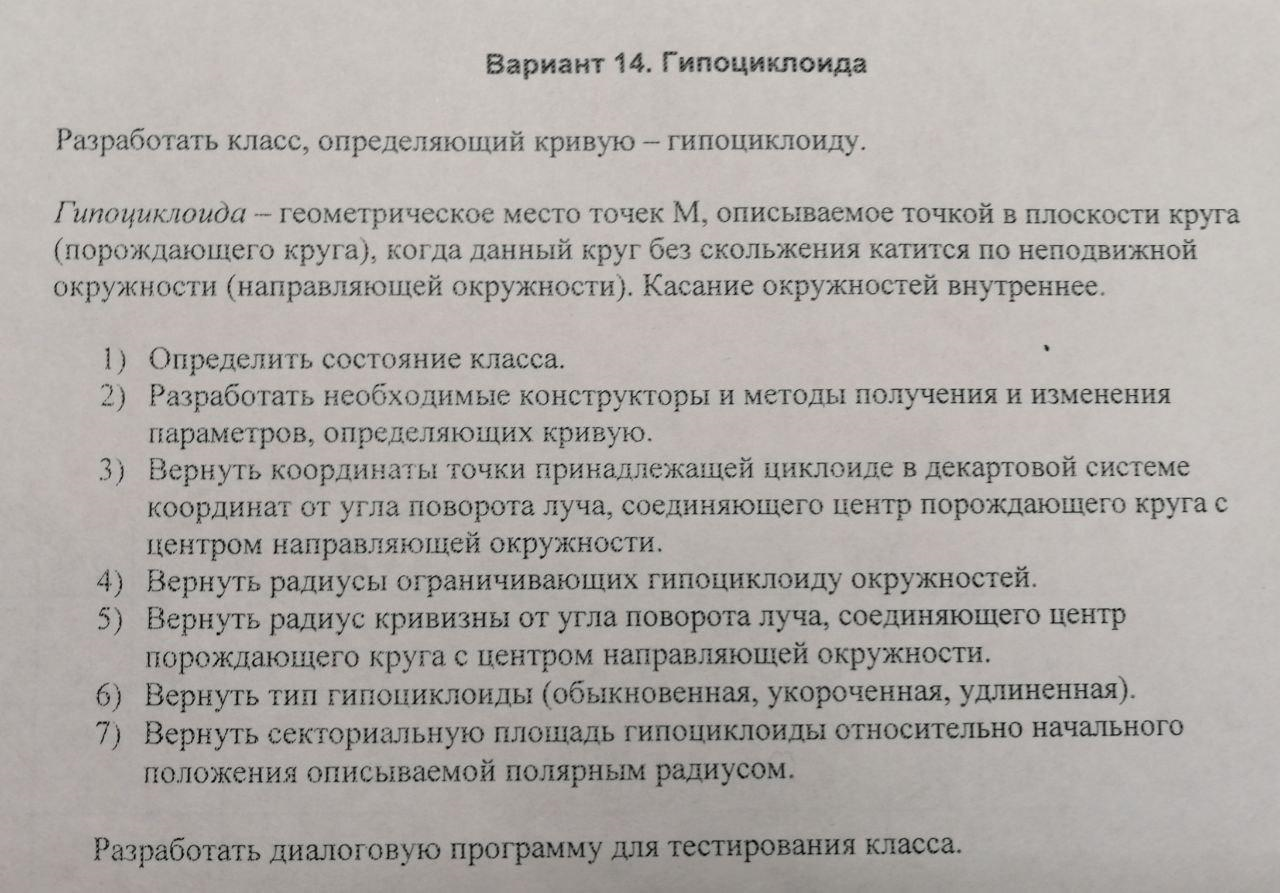 Вариант 14. Гипоциклоида
Разработать класс, определяющий кривую – гипоциклоиду.
Гипоциклоида – геометрическое место точек М, описываемое точкой в плоскости круга
(порождающего круга), когда данный круг без скольжения катится по неподвижной
окружности (направляющей окружности). Касание окружностей внутреннее.
1) Определить состояние класса.
2) Разработать необходимые конструкторы и методы получения и изменения
параметров, определяющих кривую.
3) Вернуть координаты точки принадлежащей циклоиде в декартовой системе
координат от угла поворота луча, соединяющего центр порождающего круга с
центром направляющей окружности.
4) Вернуть радиусы ограничивающих гипоциклоиду окружностей.
5) Вернуть радиус кривизны от угла поворота луча, соединяющего центр
порождающего круга с центром направляющей окружности.
6) Вернуть тип гипоциклоиды (обыкновенная, укороченная, удлиненная).
7) Вернуть секториальную площадь гипоциклоиды относительно начального
положения описываемой полярным радиусом.
Разработать диалоговую программу для тестирования класса.